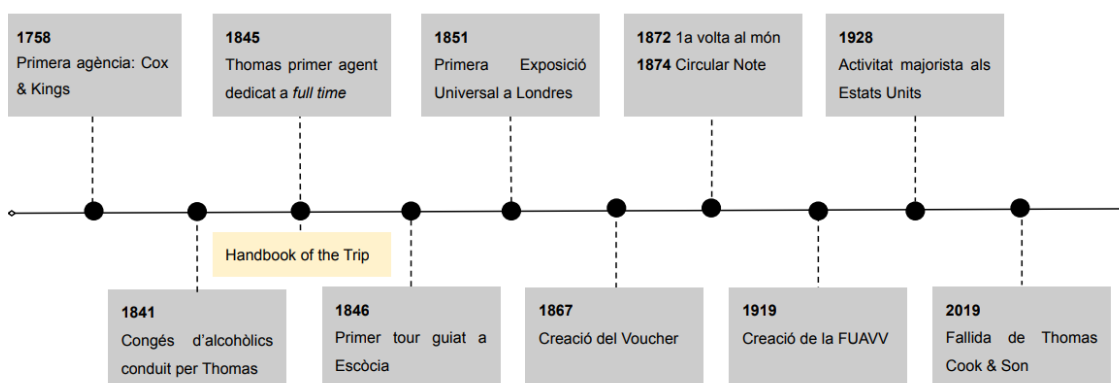 1758
Primera agència: Cox
& Kings
1845
Thomas primer agent
dedicat a full time
1851
Primera Exposició
Universal a Londres
1872 1a volta al món
1874 Circular Note
1928
Activitat majorista als
Estats Units
Handbook of the Trip
1841
Congés d'alcohòlics
conduit per Thomas
1846
Primer tour guiat a
Escòcia
1867
Creació del Voucher
1919
Creació de la FUAVV
2019
Fallida de Thomas
Cook & Son